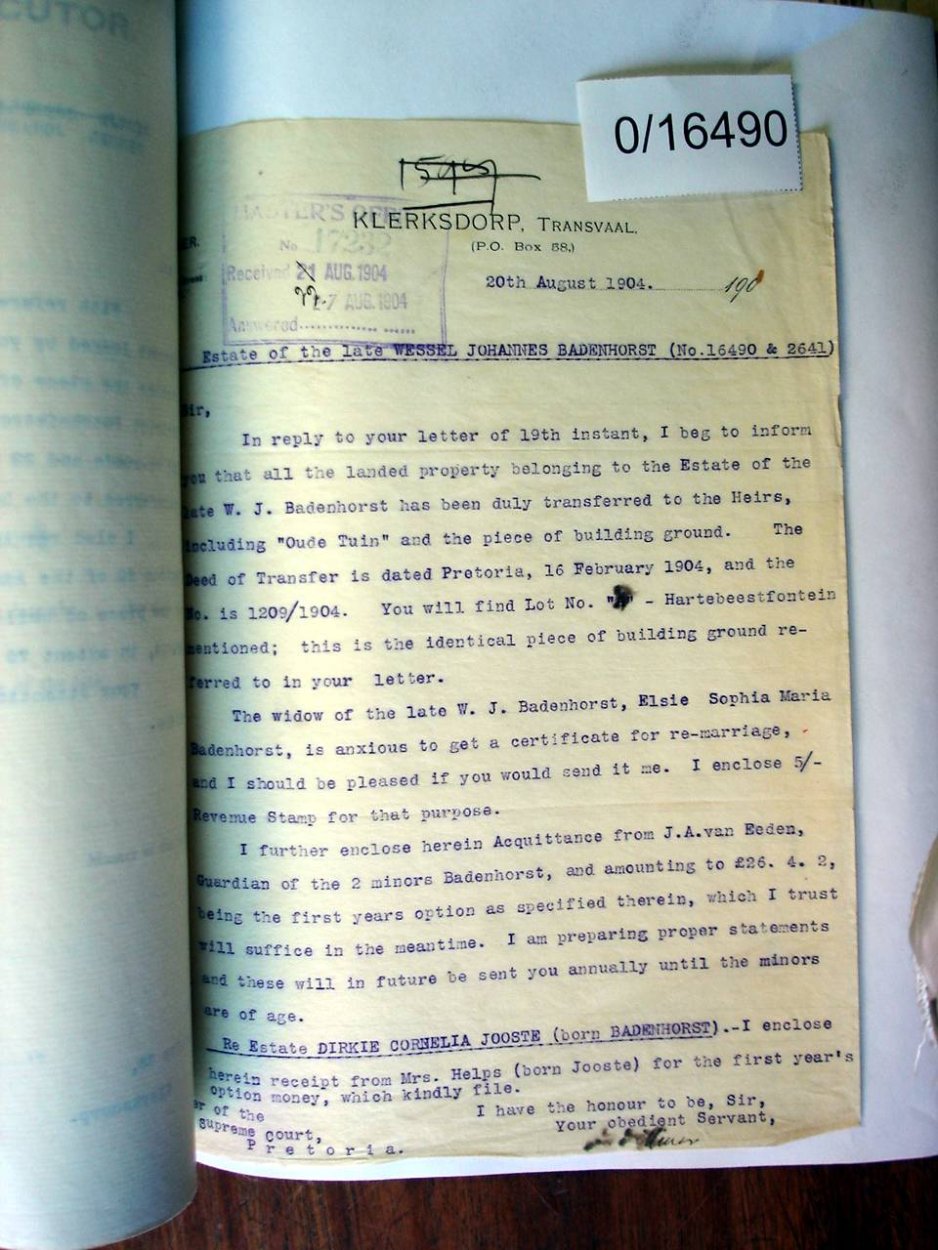 CUTOR
0/16490
KLERKSDORP, TRANSVAAL.
(P.O. Box 58.)
ER.
MASTER'S OFF
No 17232
Received 21 AUG. 1904
27 AUG. 1904
Answered
20th August 1904. 190
Estate of the late WESSEL JOHANNES BADENHORST (No.16490 & 2641)
Sir,
In reply to your letter of 19th instant, I beg to inform
you that all the landed property belonging to the Estate of the
late W. J. Badenhorst has been duly transferred to the Heirs,
including "Oude Tuin" and the piece of building ground. The
Deed of Transfer is dated Pretoria, 16 February 1904, and the
No. is 1209/1904. You will find Lot No. " " - Hartebeestfontein
mentioned; this is the identical piece of building ground re-
ferred to in your letter.
The widow of the late W. J. Badenhorst, Elsie Sophia Maria
Badenhorst, is anxious to get a certificate for re-marriage,
and I should be pleased if you would send it me. I enclose 5/-
Revenue Stamp for that purpose.
I further enclose herein Acquittance from J.A.van Eeden,
Guardian of the 2 minors Badenhorst, and amounting to £26. 4. 2,
being the first years option as specified therein, which I trust
will suffice in the meantime. I am preparing proper statements
and these will in future be sent you annually until the minors
are of age.
Re Estate DIRKIE CORNELIA JOOSTE (born BADENHORST).-I enclose
herein receipt from Mrs. Helps (born Jooste) for the first year's
option money, which kindly file.
I have the honour to be, Sir,
Your obedient Servant,
er of the
Supreme Court,
Pretoria.